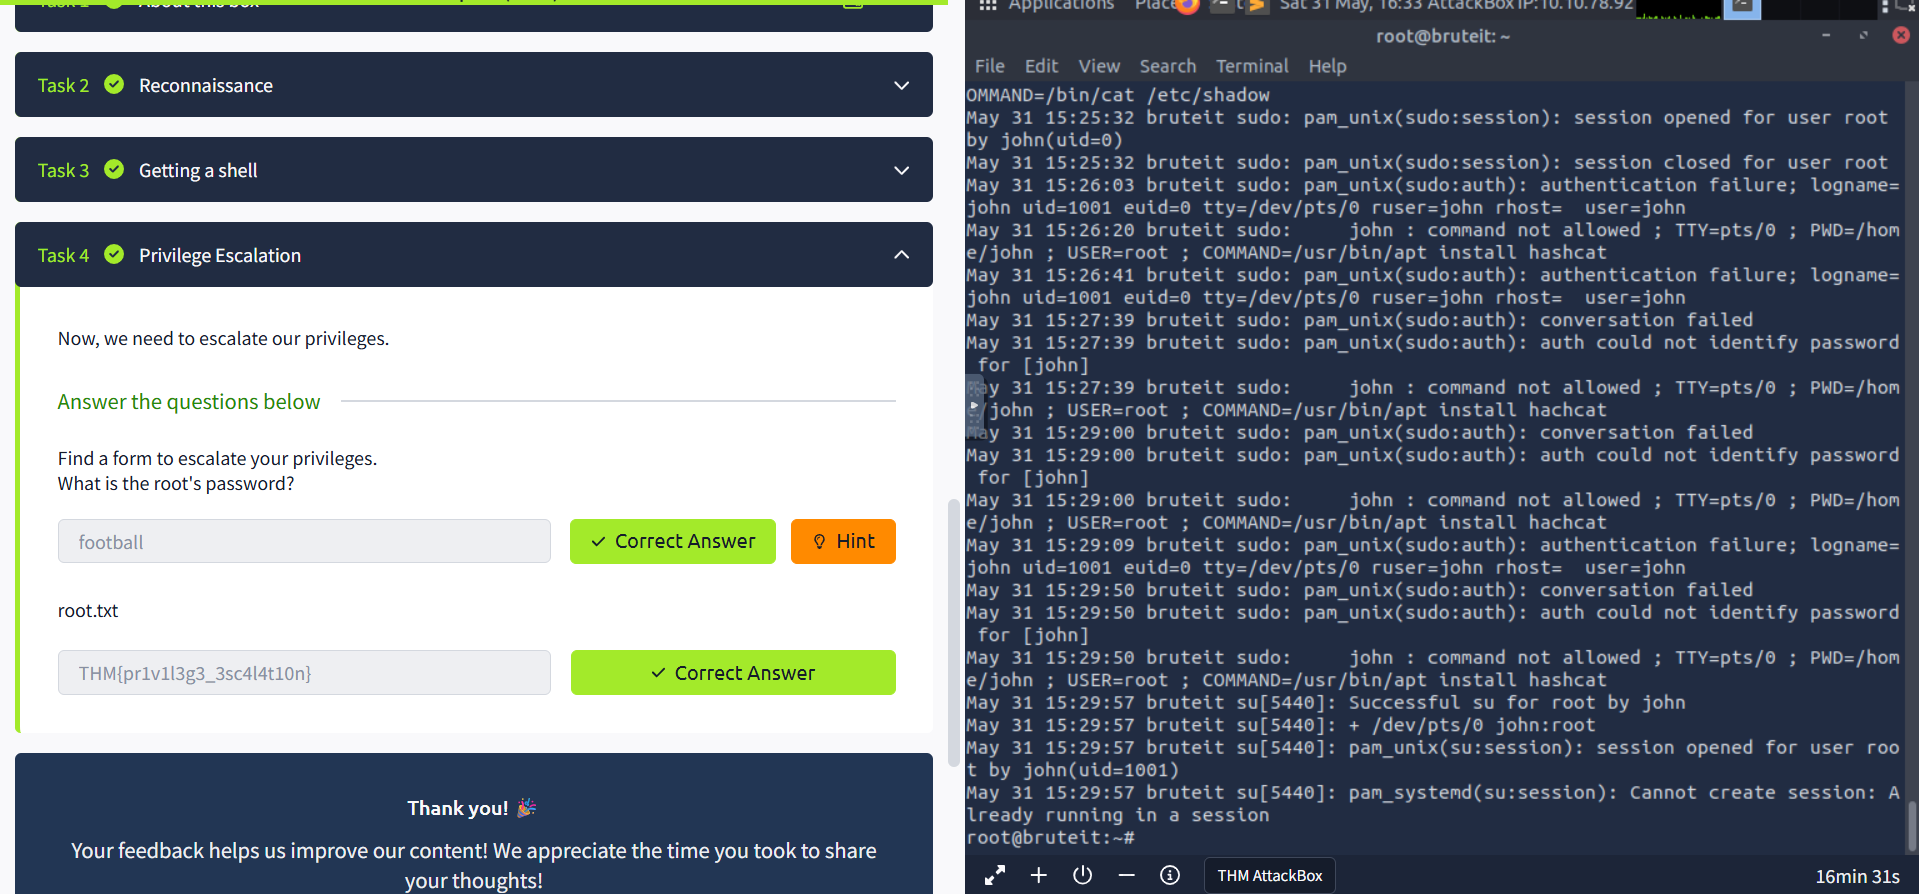 Task 1 About this box
Task 2 Reconnaissance
Task 3 Getting a shell
Task 4 Privilege Escalation
Now, we need to escalate our privileges.
Answer the questions below
Find a form to escalate your privileges.
What is the root's password?
football
Correct Answer
Hint
root.txt
THM{pr1v1l3g3_3sc4l4t10n}
Correct Answer
Thank you! 🎉
Your feedback helps us improve our content! We appreciate the time you took to share
your thoughts!
Applications Place
Sat 31 May, 16:33 AttackBox IP:10.10.78.92
root@bruteit: ~
File Edit View Search Terminal Help
OMMAND=/bin/cat /etc/shadow
May 31 15:25:32 bruteit sudo: pam_unix(sudo:session): session opened for user root
by john(uid=0)
May 31 15:25:32 bruteit sudo: pam_unix(sudo:session): session closed for user root
May 31 15:26:03 bruteit sudo: pam_unix(sudo:auth): authentication failure; logname=
john uid=1001 euid=0 tty=/dev/pts/0 ruser=john rhost=  user=john
May 31 15:26:20 bruteit sudo:     john : command not allowed ; TTY=pts/0 ; PWD=/hom
e/john ; USER=root ; COMMAND=/usr/bin/apt install hashcat
May 31 15:26:41 bruteit sudo: pam_unix(sudo:auth): authentication failure; logname=
john uid=1001 euid=0 tty=/dev/pts/0 ruser=john rhost=  user=john
May 31 15:27:39 bruteit sudo: pam_unix(sudo:auth): conversation failed
May 31 15:27:39 bruteit sudo: pam_unix(sudo:auth): auth could not identify password
 for [john]
ay 31 15:27:39 bruteit sudo:     john : command not allowed ; TTY=pts/0 ; PWD=/hom
/john ; USER=root ; COMMAND=/usr/bin/apt install hachcat
ay 31 15:29:00 bruteit sudo: pam_unix(sudo:auth): conversation failed
May 31 15:29:00 bruteit sudo: pam_unix(sudo:auth): auth could not identify password
 for [john]
May 31 15:29:00 bruteit sudo:     john : command not allowed ; TTY=pts/0 ; PWD=/hom
e/john ; USER=root ; COMMAND=/usr/bin/apt install hachcat
May 31 15:29:09 bruteit sudo: pam_unix(sudo:auth): authentication failure; logname=
john uid=1001 euid=0 tty=/dev/pts/0 ruser=john rhost=  user=john
May 31 15:29:50 bruteit sudo: pam_unix(sudo:auth): conversation failed
May 31 15:29:50 bruteit sudo: pam_unix(sudo:auth): auth could not identify password
 for [john]
May 31 15:29:50 bruteit sudo:     john : command not allowed ; TTY=pts/0 ; PWD=/hom
e/john ; USER=root ; COMMAND=/usr/bin/apt install hashcat
May 31 15:29:57 bruteit su[5440]: Successful su for root by john
May 31 15:29:57 bruteit su[5440]: + /dev/pts/0 john:root
May 31 15:29:57 bruteit su[5440]: pam_unix(su:session): session opened for user roo
t by john(uid=1001)
May 31 15:29:57 bruteit su[5440]: pam_systemd(su:session): Cannot create session: A
lready running in a session
root@bruteit:~#
THM AttackBox
16min 31s